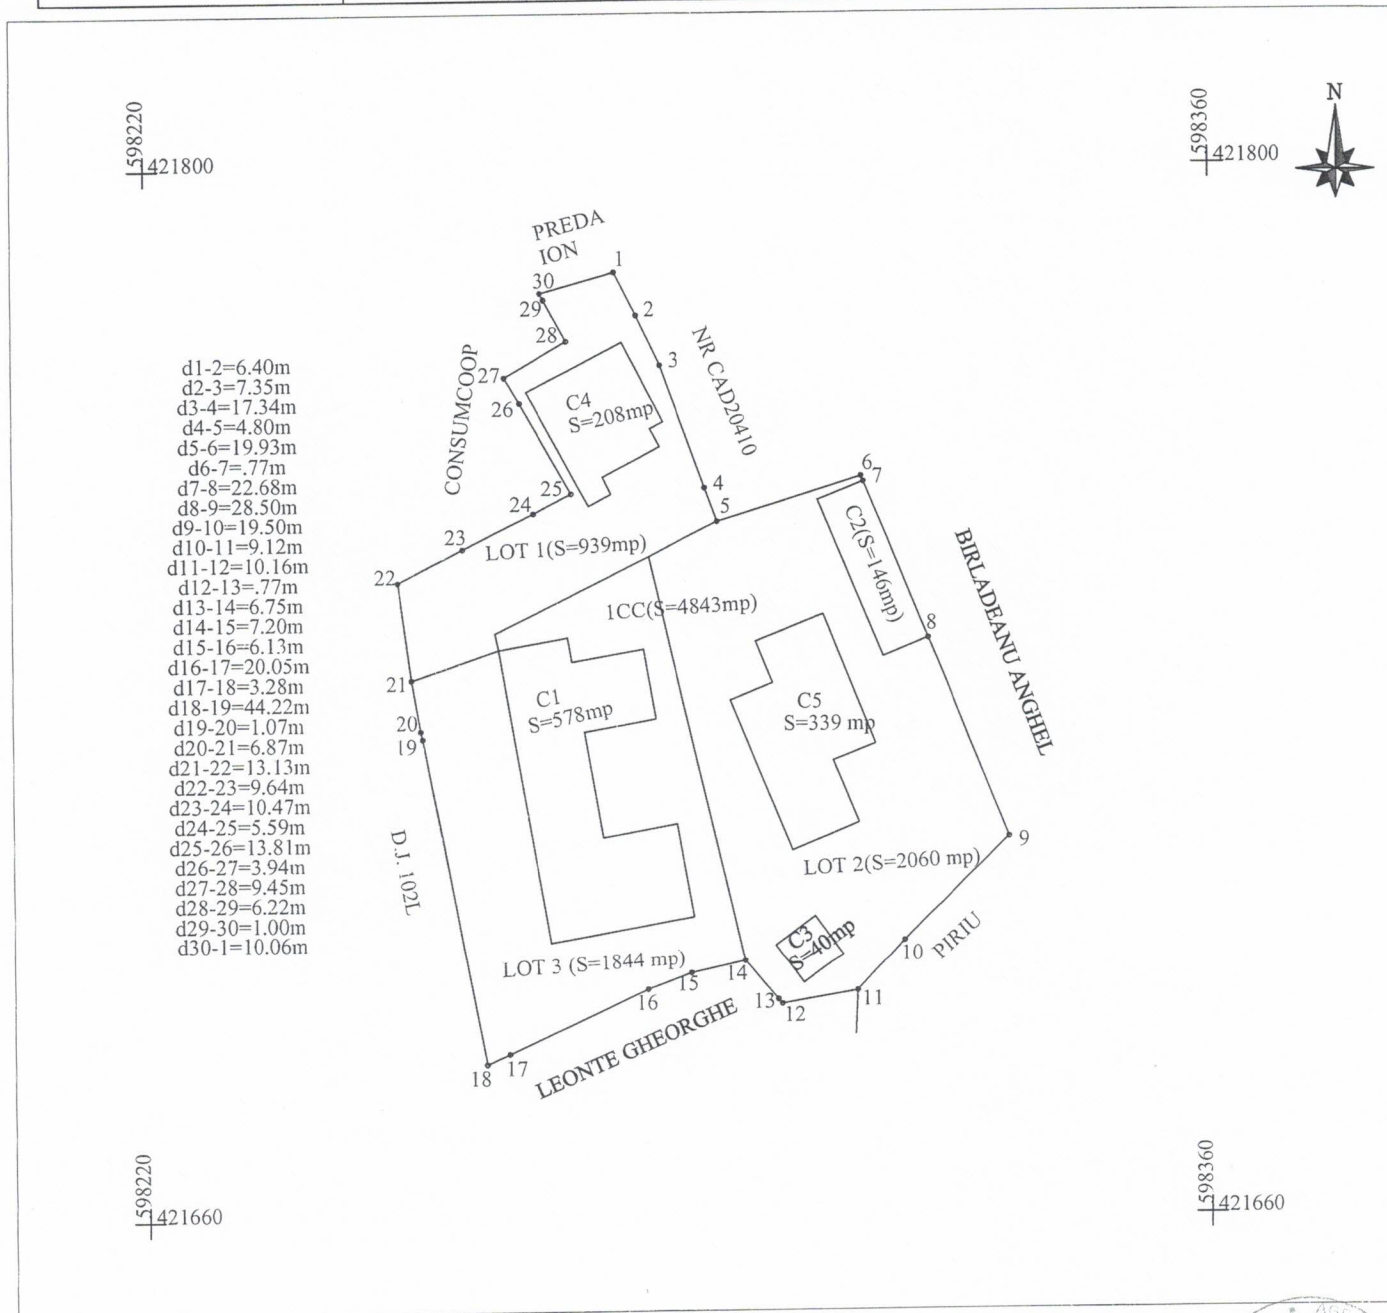 598220
421800
598360
421800
N
PREDA
ION
1
30
29
2
28
3
NR CAD20410
27
26
CONSUMCOOP
C4
S=208mp
d1-2=6.40m
d2-3=7.35m
d3-4=17.34m
d4-5=4.80m
d5-6=19.93m
d6-7=.77m
d7-8=22.68m
d8-9=28.50m
d9-10=19.50m
d10-11=9.12m
d11-12=10.16m
d12-13=.77m
d13-14=6.75m
d14-15=7.20m
d15-16=6.13m
d16-17=20.05m
d17-18=3.28m
d18-19=44.22m
d19-20=1.07m
d20-21=6.87m
d21-22=13.13m
d22-23=9.64m
d23-24=10.47m
d24-25=5.59m
d25-26=13.81m
d26-27=3.94m
d27-28=9.45m
d28-29=6.22m
d29-30=1.00m
d30-1=10.06m
25
24
23
22
4
5
6
7
LOT 1(S=939mp)
C2(S=146mp)
BIRLADEANU ANGHEL
1CC(S=4843mp)
8
21
20
19
C1
S=578mp
C5
S=339 mp
D.J. 102L
9
LOT 2(S=2060 mp)
C3
S=40mp
10
PIRIU
LOT 3 (S=1844 mp)
14
15
16
13
12
11
17
18
LEONTE GHEORGHE
598220
421660
598360
421660